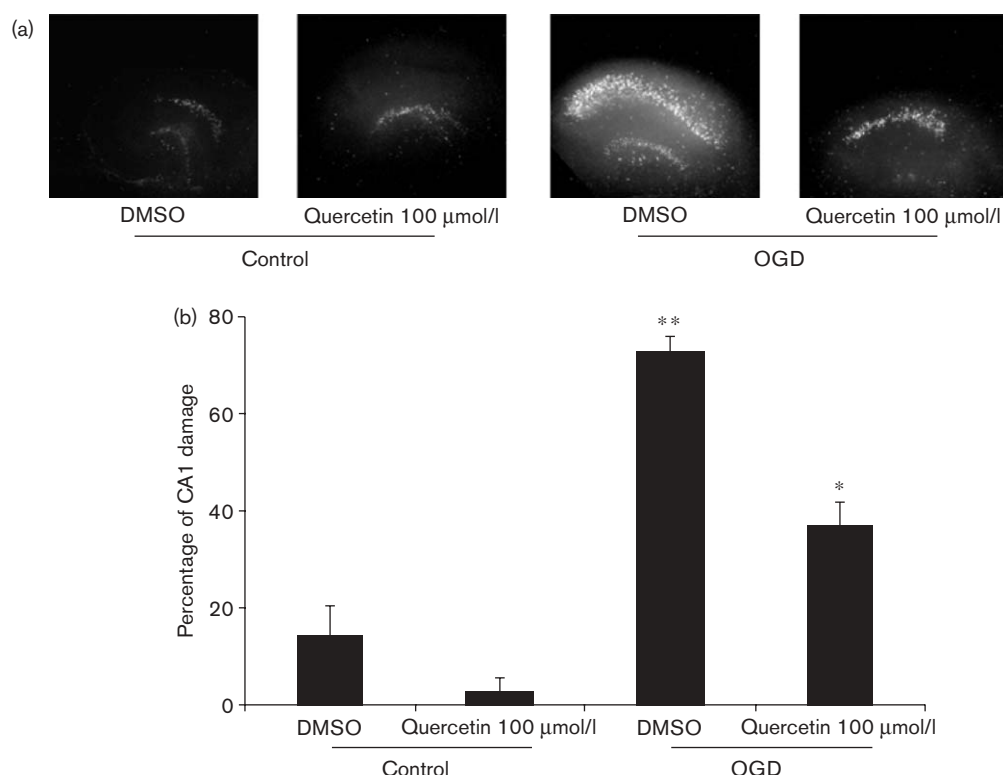 (a)
DMSO Quercetin 100 μmol/l DMSO Quercetin 100 μmol/l
Control OGD
(b)
Percentage of CA1 damage
80
60
40
20
0
**
*
DMSO Quercetin 100 μmol/l DMSO Quercetin 100 μmol/l
Control OGD